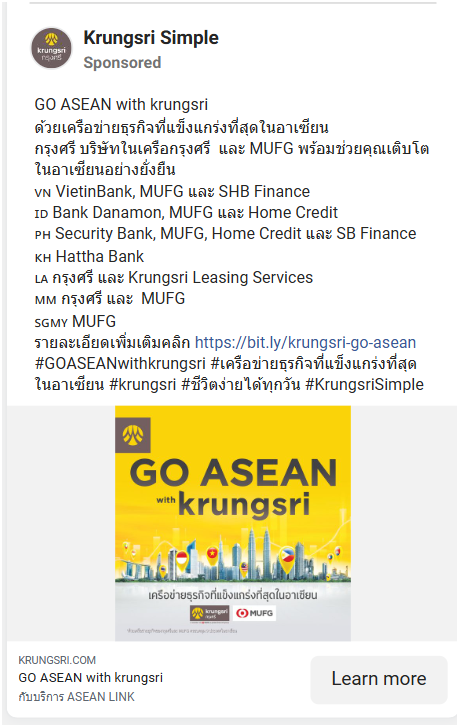 Krungsri Simple
krungsri
กรุงศรี
Sponsored
GO ASEAN with krungsri
ด้วยเครือข่ายธุรกิจที่แข็งแกร่งที่สุดในอาเซียน
กรุงศรี บริษัทในเครือกรุงศรี และ MUFG พร้อมช่วยคุณเติบโต
ในอาเซียนอย่างยั่งยืน
VN VietinBank, MUFG และ SHB Finance
ID Bank Danamon, MUFG และ Home Credit
PH Security Bank, MUFG, Home Credit และ SB Finance
KH Hattha Bank
LA กรุงศรี และ Krungsri Leasing Services
MM กรุงศรี และ MUFG
SGMY MUFG
รายละเอียดเพิ่มเติมคลิก https://bit.ly/krungsri-go-asean
#GOASEANwithkrungsri #เครือข่ายธุรกิจที่แข็งแกร่งที่สุด
ในอาเซียน #krungsri #ชีวิตง่ายได้ทุกวัน #KrungsriSimple
GO ASEAN
with krungsri
เครือข่ายธุรกิจที่แข็งแกร่งที่สุดในอาเซียน
krungsri
กรุงศรี
MUFG
KRUNGSRI.COM
GO ASEAN with krungsri
กับบริการ ASEAN LINK
Learn more